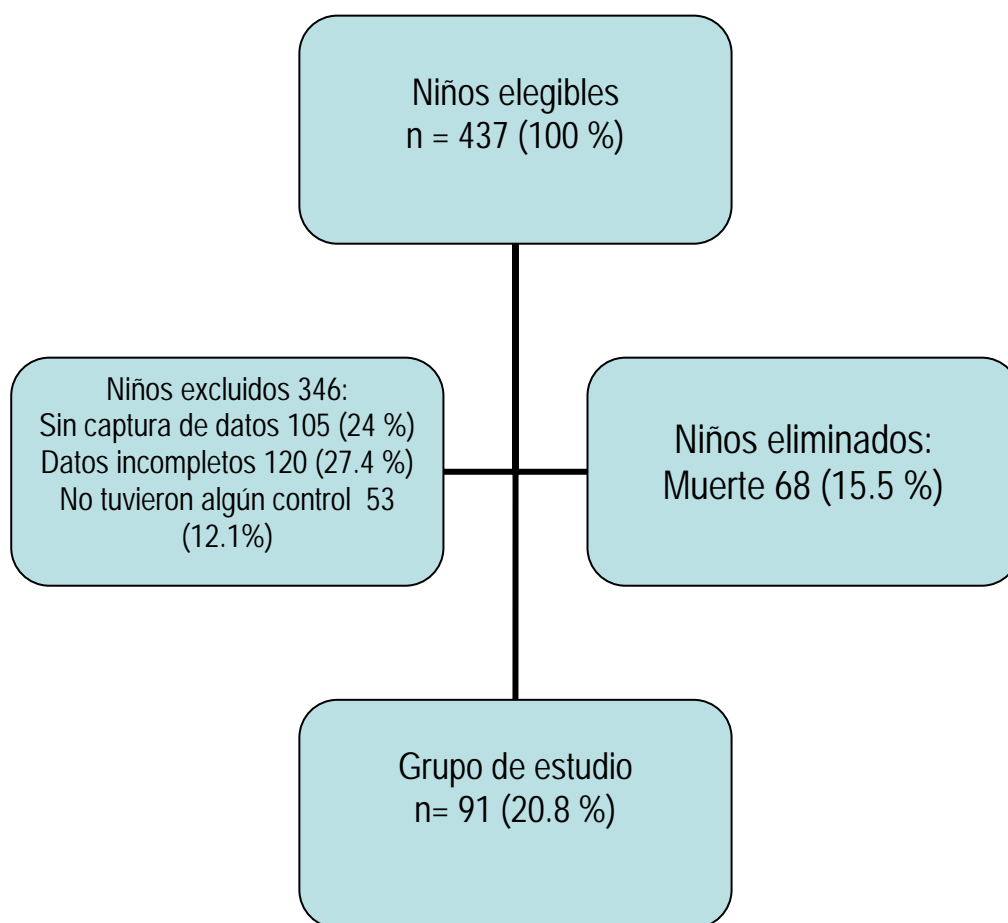 Niños elegibles
n = 437 (100 %)
Niños excluidos 346:
Sin captura de datos 105 (24 %)
Datos incompletos 120 (27.4 %)
No tuvieron algún control 53
(12.1%)
Niños eliminados:
Muerte 68 (15.5 %)
Grupo de estudio
n= 91 (20.8 %)